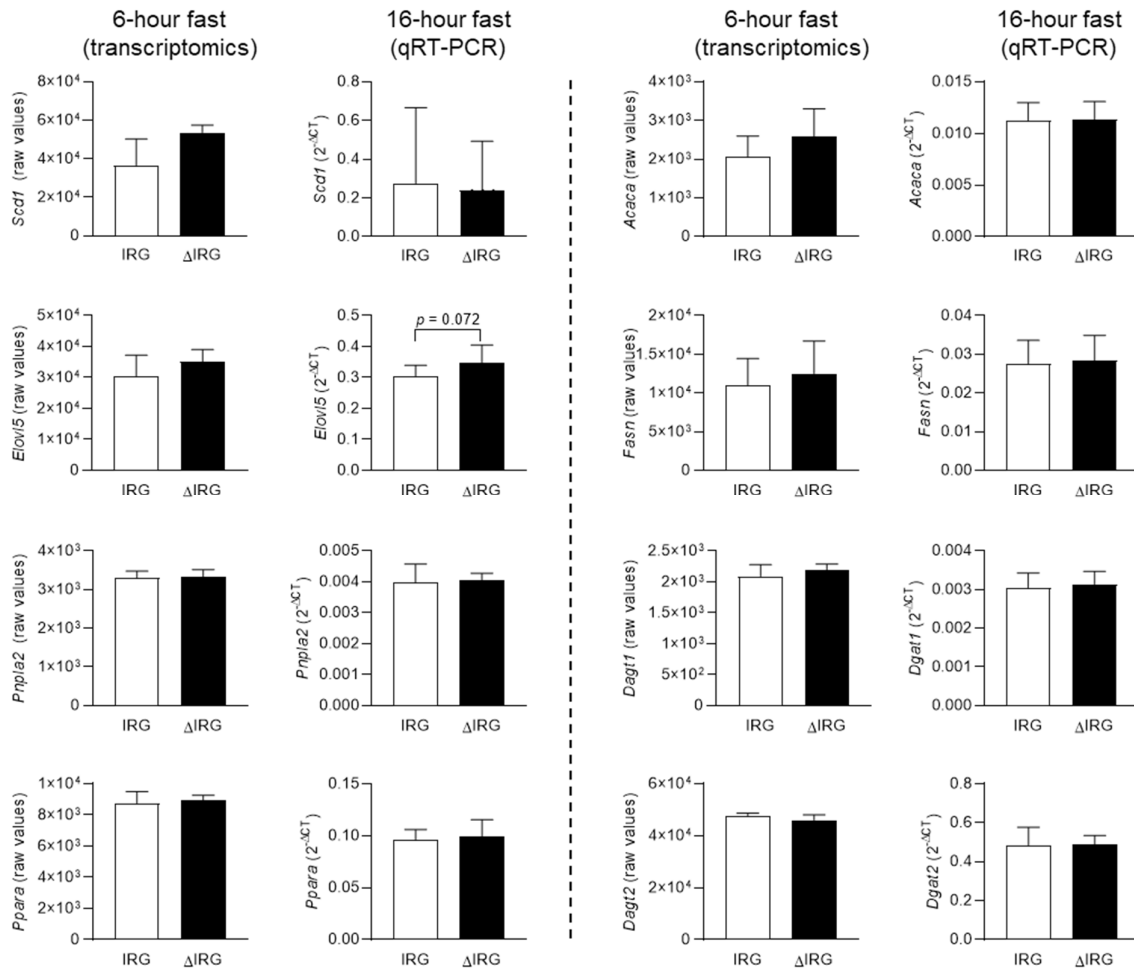 6-hour fast
(transcriptomics)
16-hour fast
(qRT-PCR)
6-hour fast
(transcriptomics)
16-hour fast
(qRT-PCR)
Scd1 (raw values)
8×10⁴
6×10⁴
4×10⁴
2×10⁴
0
IRG ΔIRG
Scd1 (2^-ΔCT)
0.8
0.6
0.4
0.2
0.0
IRG ΔIRG
Acaca (raw values)
4×10³
3×10³
2×10³
1×10³
0
IRG ΔIRG
Acaca (2^-ΔCT)
0.015
0.010
0.005
0.000
IRG ΔIRG
Elovl5 (raw values)
5×10⁴
4×10⁴
3×10⁴
2×10⁴
1×10⁴
0
IRG ΔIRG
Elovl5 (2^-ΔCT)
0.5
0.4
0.3
0.2
0.1
0.0
p = 0.072
IRG ΔIRG
Fasn (raw values)
2×10⁴
1.5×10⁴
1×10⁴
5×10³
0
IRG ΔIRG
Fasn (2^-ΔCT)
0.04
0.03
0.02
0.01
0.00
IRG ΔIRG
Pnpla2 (raw values)
4×10³
3×10³
2×10³
1×10³
0
IRG ΔIRG
Pnpla2 (2^-ΔCT)
0.005
0.004
0.003
0.002
0.001
0.000
IRG ΔIRG
Dagt1 (raw values)
2.5×10³
2×10³
1.5×10³
1×10³
5×10²
0
IRG ΔIRG
Dgat1 (2^-ΔCT)
0.004
0.003
0.002
0.001
0.000
IRG ΔIRG
Ppara (raw values)
1×10⁴
8×10³
6×10³
4×10³
2×10³
0
IRG ΔIRG
Ppara (2^-ΔCT)
0.15
0.10
0.05
0.00
IRG ΔIRG
Dagt2 (raw values)
6×10⁴
4×10⁴
2×10⁴
0
IRG ΔIRG
Dgat2 (2^-ΔCT)
0.8
0.6
0.4
0.2
0.0
IRG ΔIRG